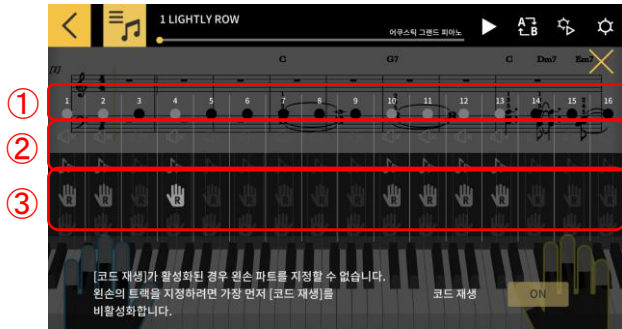 1 LIGHTLY ROW
어쿠스틱 그랜드 피아노
A B
C G7 C Dm7 Em7
[1]
① 1 2 3 4 5 6 7 8 9 10 11 12 13 14 15 16
②
③ R R R R R R R R R R R R R R R R
[코드 재생]가 활성화된 경우 왼손 파트를 지정할 수 없습니다.
왼손의 트랙을 지정하려면 가장 먼저 [코드 재생]를
비활성화합니다.
코드 재생 ON